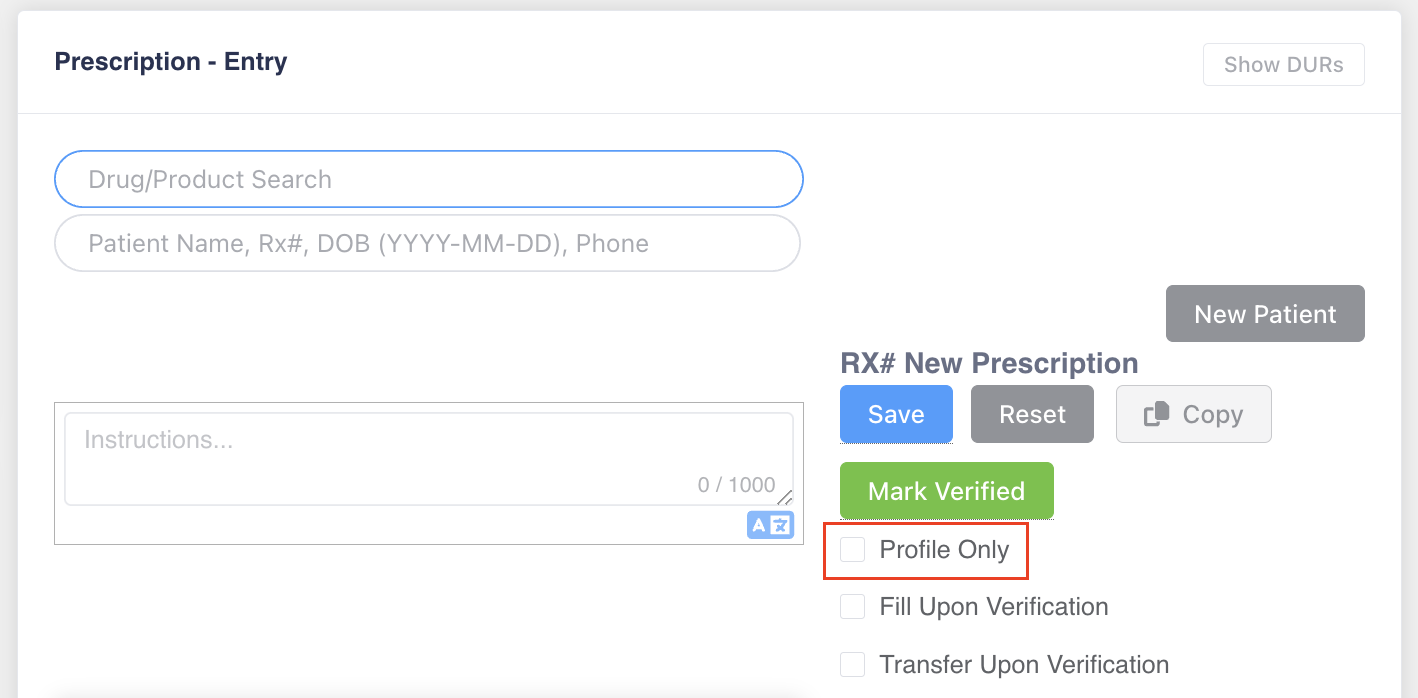 Prescription - Entry
Show DURs
Drug/Product Search
Patient Name, Rx#, DOB (YYYY-MM-DD), Phone
New Patient
RX# New Prescription
Save
Reset
Copy
Instructions...
0 / 1000
A 文
Mark Verified
Profile Only
Fill Upon Verification
Transfer Upon Verification